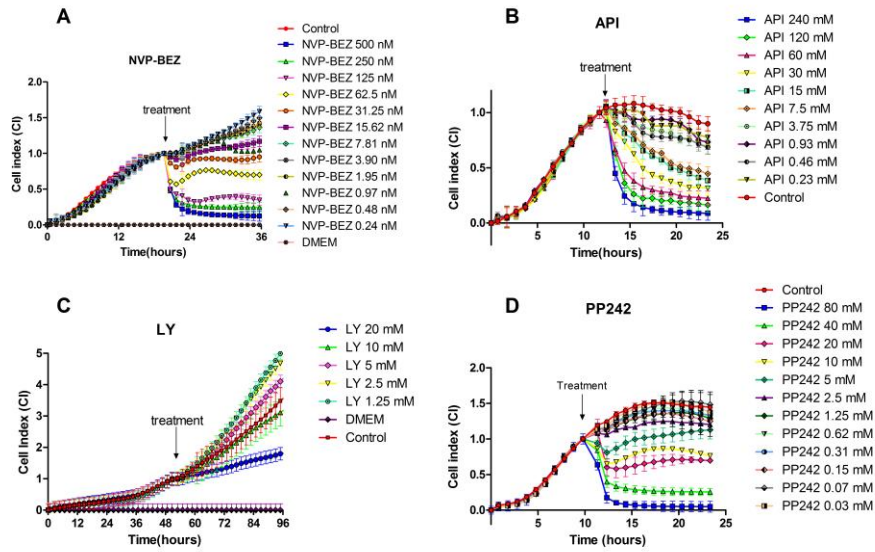 A
NVP-BEZ
Cell index (CI)
2.0
1.5
1.0
0.5
0.0
treatment
0
12
24
36
Time(hours)
Control
NVP-BEZ 500 nM
NVP-BEZ 250 nM
NVP-BEZ 125 nM
NVP-BEZ 62.5 nM
NVP-BEZ 31.25 nM
NVP-BEZ 15.62 nM
NVP-BEZ 7.81 nM
NVP-BEZ 3.90 nM
NVP-BEZ 1.95 nM
NVP-BEZ 0.97 nM
NVP-BEZ 0.48 nM
NVP-BEZ 0.24 nM
DMEM
B
API
Cell index (CI)
1.0
0.5
0.0
treatment
5
10
15
20
25
Time(hours)
API 240 mM
API 120 mM
API 60 mM
API 30 mM
API 15 mM
API 7.5 mM
API 3.75 mM
API 0.93 mM
API 0.46 mM
API 0.23 mM
Control
C
LY
Cell Index (CI)
5
4
3
2
1
0
treatment
0
12
24
36
48
60
72
84
96
Time(hours)
LY 20 mM
LY 10 mM
LY 5 mM
LY 2.5 mM
LY 1.25 mM
DMEM
Control
D
PP242
Cell Index (CI)
2.0
1.5
1.0
0.5
0.0
Treatment
5
10
15
20
25
Time(hours)
Control
PP242 80 mM
PP242 40 mM
PP242 20 mM
PP242 10 mM
PP242 5 mM
PP242 2.5 mM
PP242 1.25 mM
PP242 0.62 mM
PP242 0.31 mM
PP242 0.15 mM
PP242 0.07 mM
PP242 0.03 mM